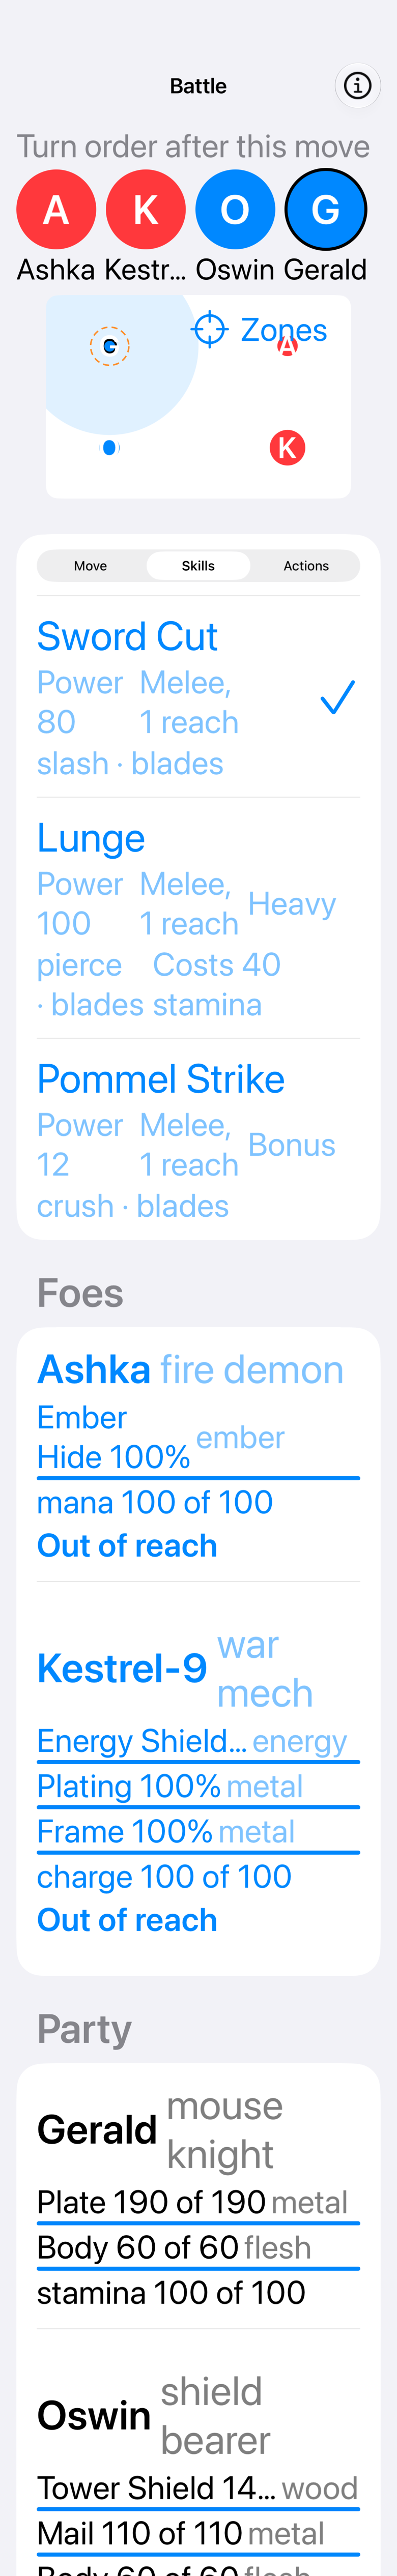 Battle
Turn order after this move
A K O G
Ashka Kestr... Oswin Gerald
Zones
G
A
K
Move Skills Actions
Sword Cut
Power Melee,
80 1 reach
slash · blades
Lunge
Power Melee, Heavy
100 1 reach
pierce Costs 40
· blades stamina
Pommel Strike
Power Melee, Bonus
12 1 reach
crush · blades
Foes
Ashka fire demon
Ember
Hide 100% ember
mana 100 of 100
Out of reach
Kestrel-9 war
mech
Energy Shield... energy
Plating 100% metal
Frame 100% metal
charge 100 of 100
Out of reach
Party
Gerald mouse
knight
Plate 190 of 190 metal
Body 60 of 60 flesh
stamina 100 of 100
Oswin shield
bearer
Tower Shield 14... wood
Mail 110 of 110 metal
Body 60 of 60 flesh